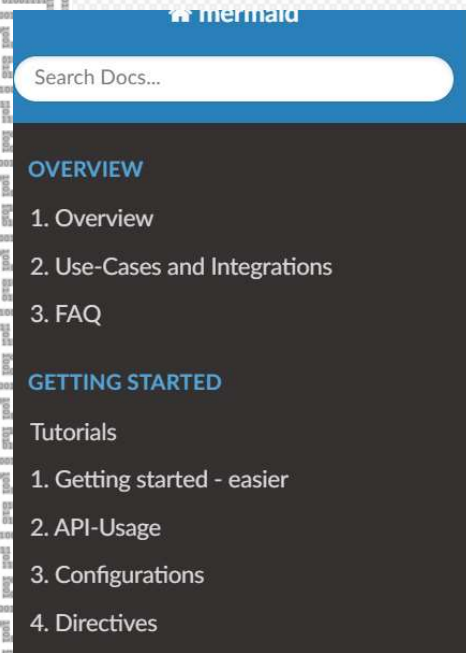 mermaid
Search Docs...
OVERVIEW
1. Overview
2. Use-Cases and Integrations
3. FAQ
GETTING STARTED
Tutorials
1. Getting started - easier
2. API-Usage
3. Configurations
4. Directives